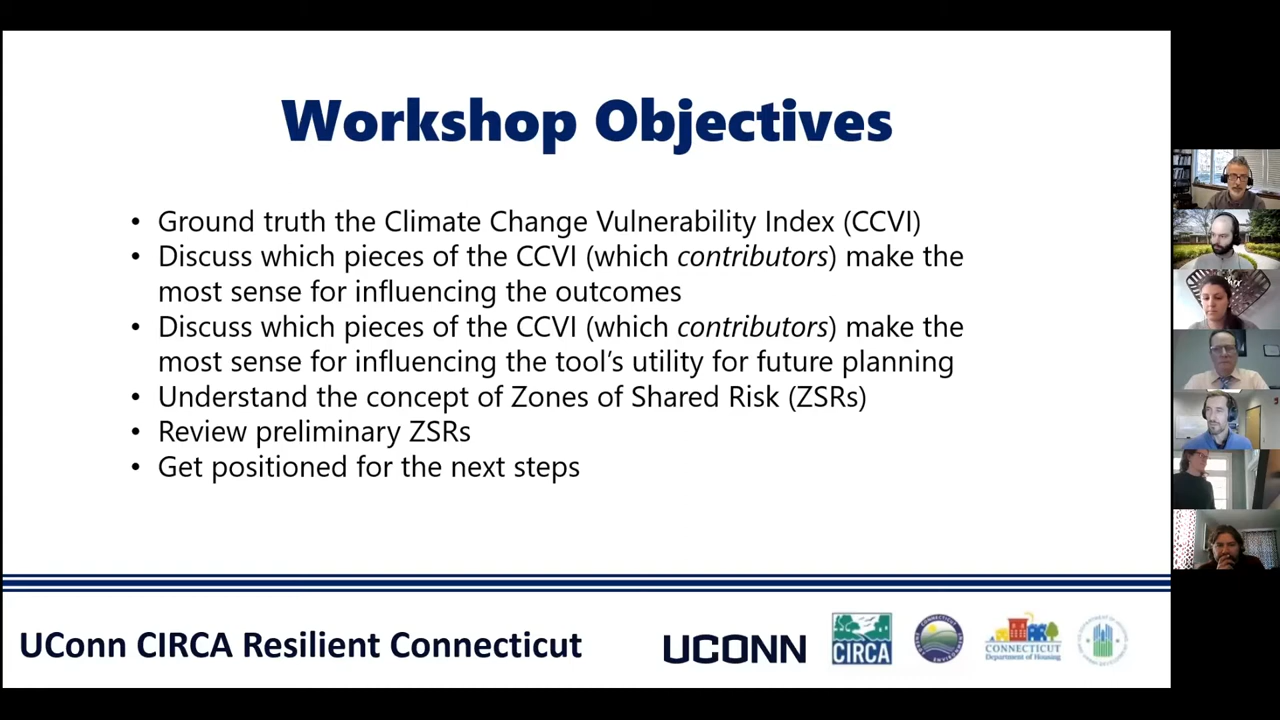 Workshop Objectives
• Ground truth the Climate Change Vulnerability Index (CCVI)
• Discuss which pieces of the CCVI (which contributors) make the
most sense for influencing the outcomes
• Discuss which pieces of the CCVI (which contributors) make the
most sense for influencing the tool's utility for future planning
• Understand the concept of Zones of Shared Risk (ZSRs)
• Review preliminary ZSRs
• Get positioned for the next steps
UConn CIRCA Resilient Connecticut
UCONN
CIRCA
CONNECTICUT
Department of Housing